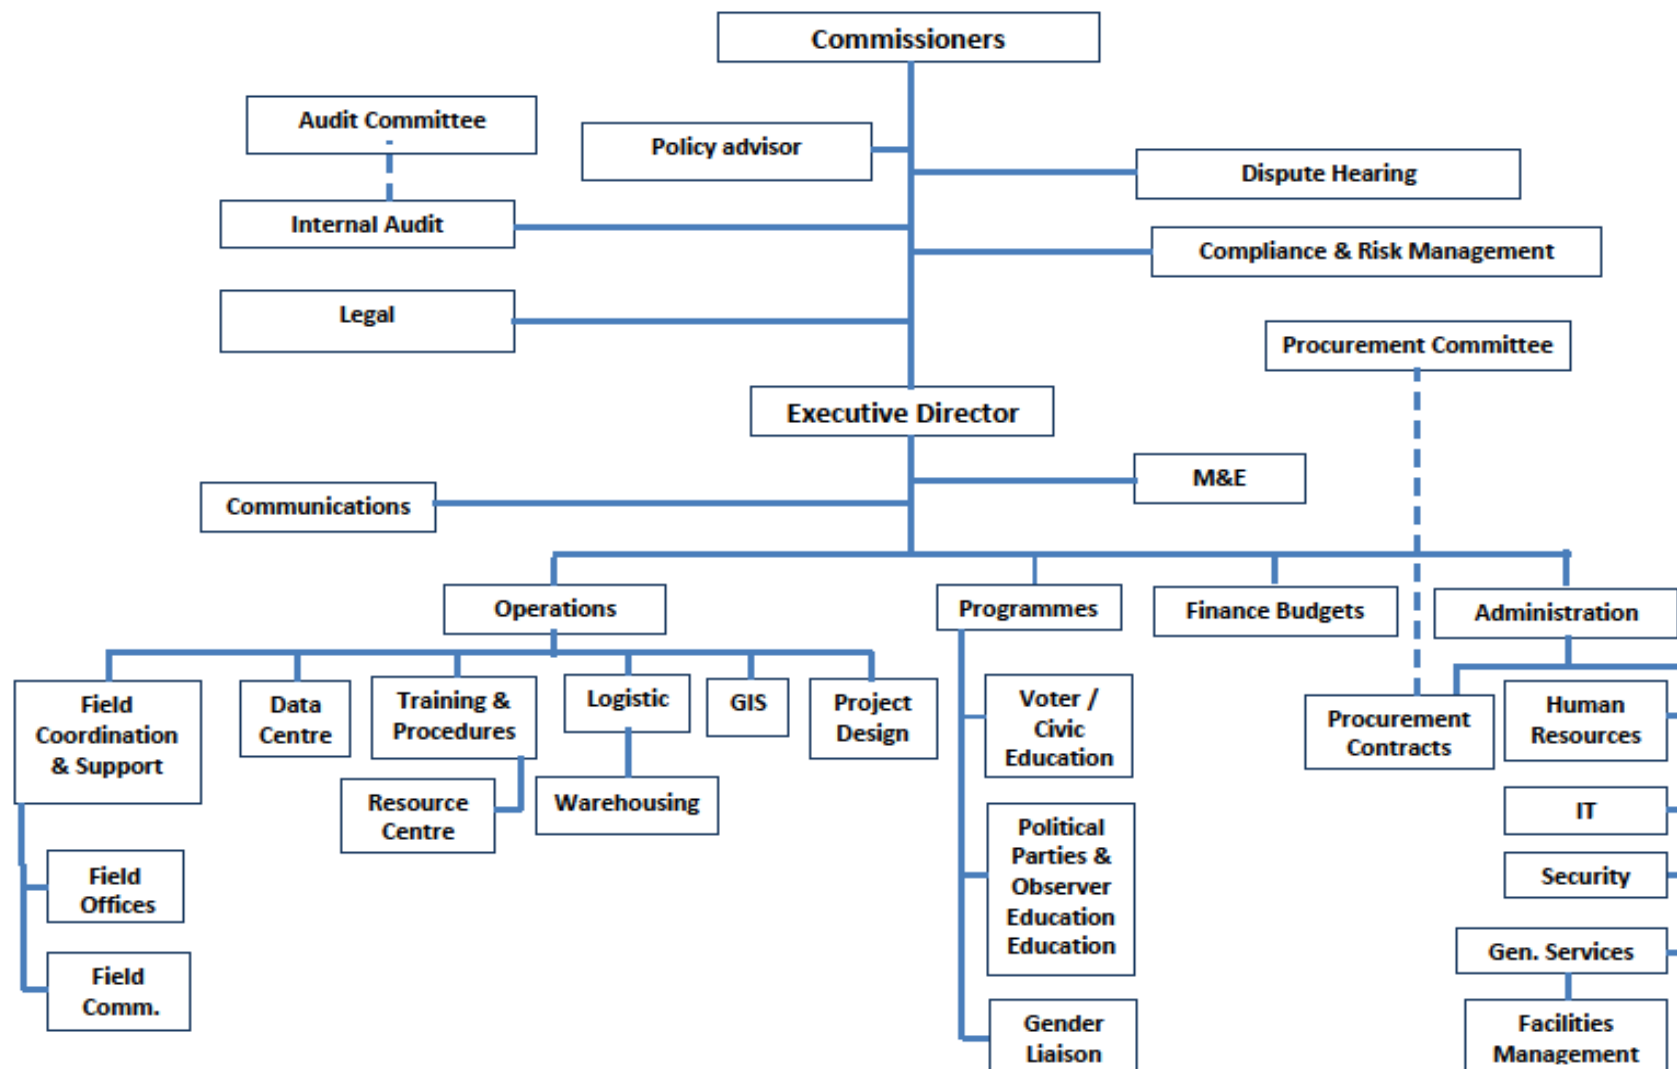 Commissioners
Audit Committee
Policy advisor
Dispute Hearing
Internal Audit
Compliance & Risk Management
Legal
Procurement Committee
Executive Director
M&E
Communications
Operations
Programmes
Finance Budgets
Administration
Field
Coordination
& Support
Data
Centre
Training &
Procedures
Logistic
GIS
Project
Design
Voter /
Civic
Education
Procurement
Contracts
Human
Resources
Resource
Centre
Warehousing
IT
Political
Parties &
Observer
Education
Education
Field
Offices
Security
Gen. Services
Field
Comm.
Gender
Liaison
Facilities
Management